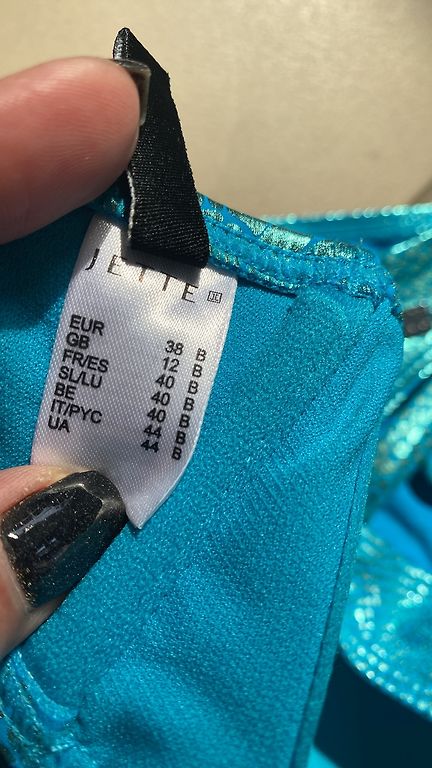 JETTE
EUR 38 B
GB 12 B
FR/ES 40 B
SL/LU 40 B
BE 40 B
IT/PYC 44 B
UA 44 B